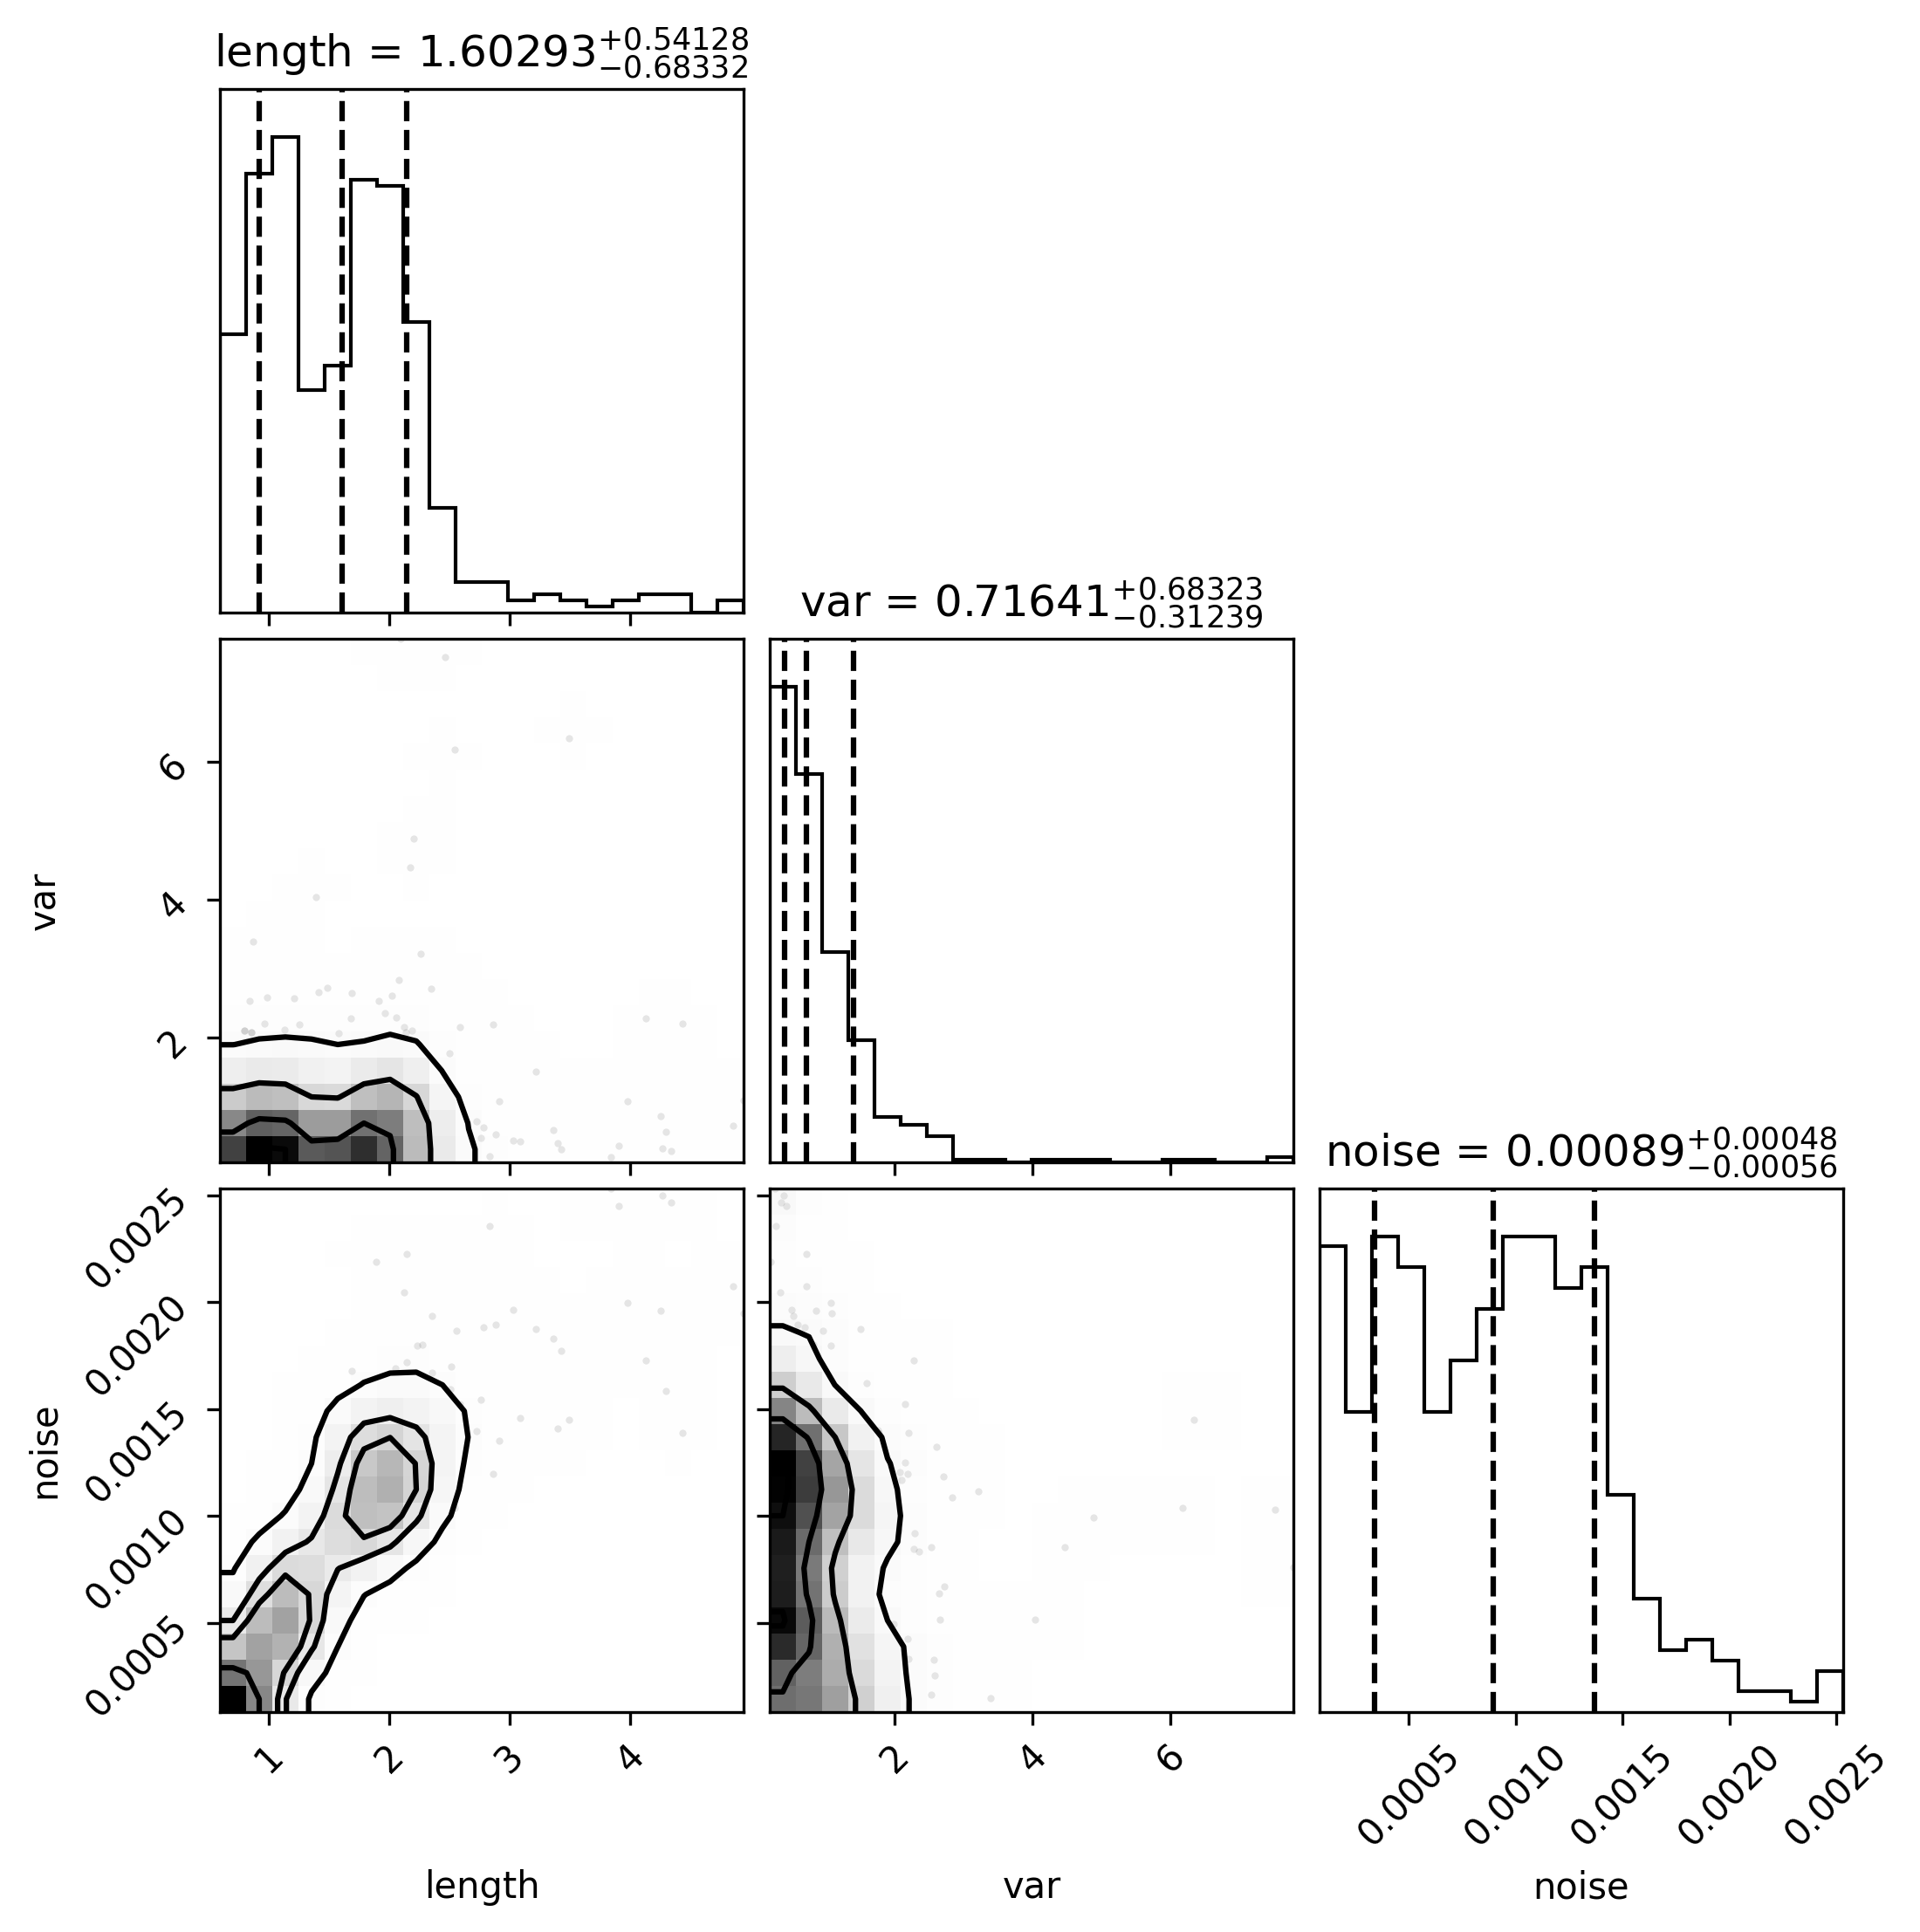 length = 1.60293 +0.54128 −0.68332
var = 0.71641 +0.68323 −0.31239
6
4
2
var
noise = 0.00089 +0.00048 −0.00056
0.0025
0.0020
0.0015
0.0010
0.0005
noise
1 2 3 4
2 4 6
0.0005 0.0010 0.0015 0.0020 0.0025
length
var
noise